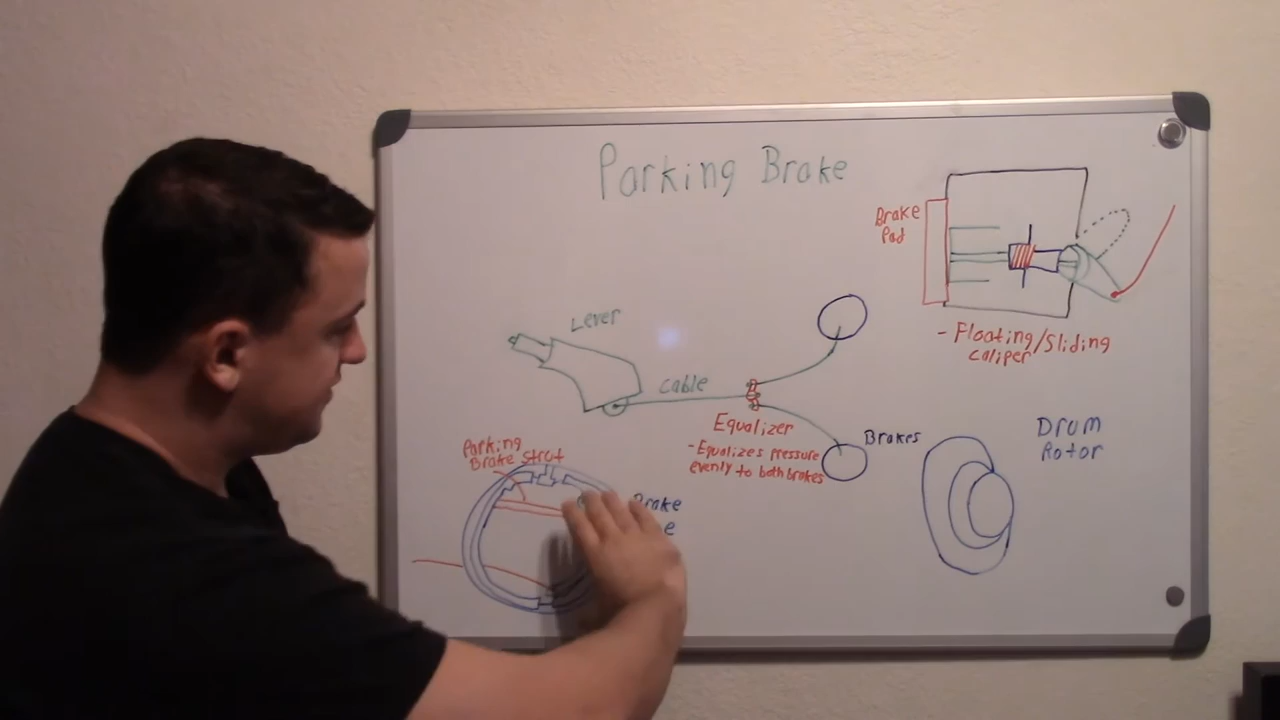 Parking Brake
Brake
Pad
- Floating/Sliding
caliper
Lever
cable
Equalizer
- Equalizes pressure
evenly to both brakes
Brakes
Drum
Rotor
Parking
Brake Strut
Brake